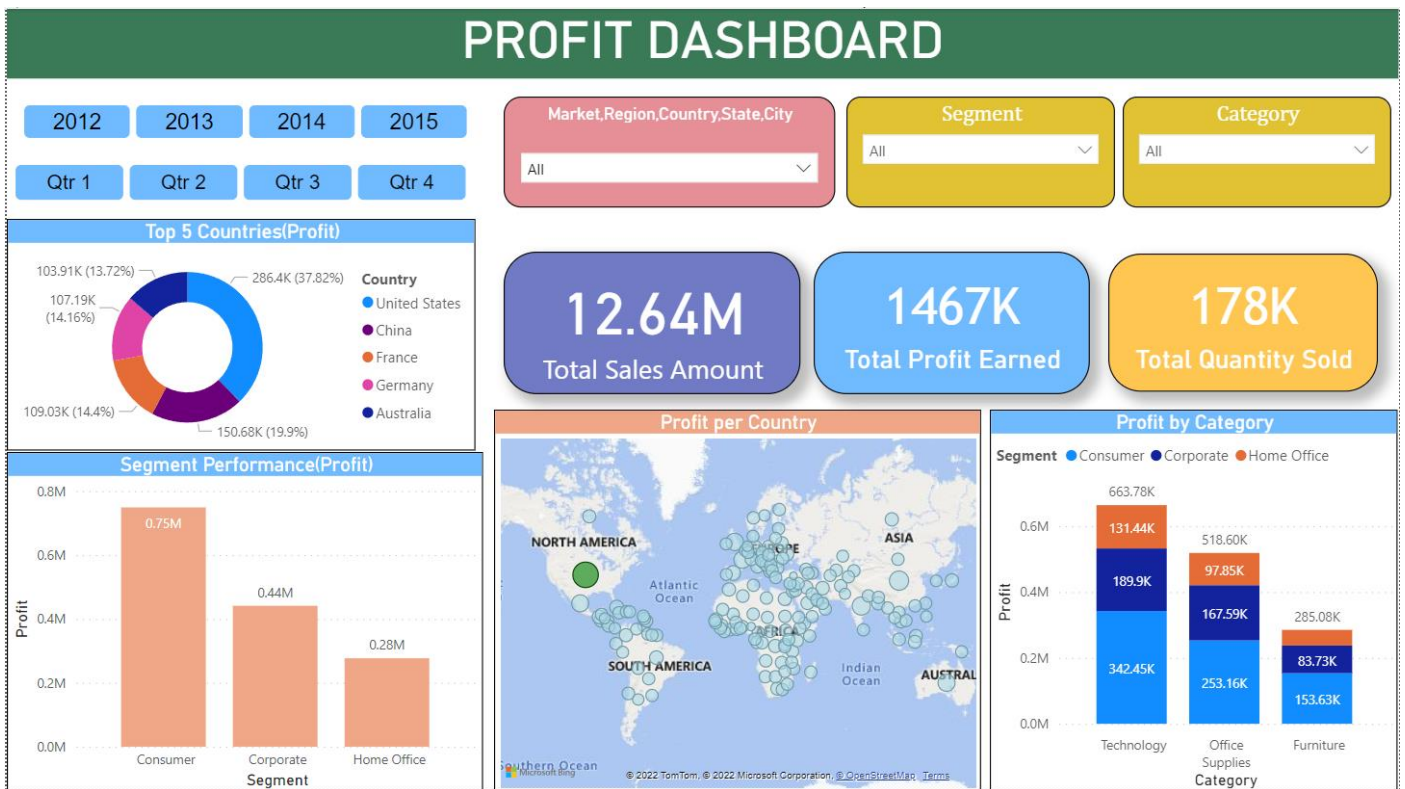 PROFIT DASHBOARD
2012
2013
2014
2015
Qtr 1
Qtr 2
Qtr 3
Qtr 4
Market,Region,Country,State,City
All
Segment
All
Category
All
Top 5 Countries(Profit)
103.91K (13.72%)
107.19K
(14.16%)
109.03K (14.4%)
150.68K (19.9%)
286.4K (37.82%)
Country
United States
China
France
Germany
Australia
12.64M
Total Sales Amount
1467K
Total Profit Earned
178K
Total Quantity Sold
Segment Performance(Profit)
0.8M
0.6M
0.4M
0.2M
0.0M
Profit
0.75M
0.44M
0.28M
Consumer
Corporate
Home Office
Segment
Profit per Country
NORTH AMERICA
EUROPE
ASIA
Atlantic
Ocean
AFRICA
SOUTH AMERICA
Indian
Ocean
AUSTRAL
outhern Ocean
Microsoft Bing
© 2022 TomTom, © 2022 Microsoft Corporation, © OpenStreetMap Terms
Profit by Category
Segment Consumer Corporate Home Office
0.6M
0.4M
0.2M
0.0M
Profit
663.78K
131.44K
189.9K
342.45K
518.60K
97.85K
167.59K
253.16K
285.08K
83.73K
153.63K
Technology
Office
Supplies
Furniture
Category